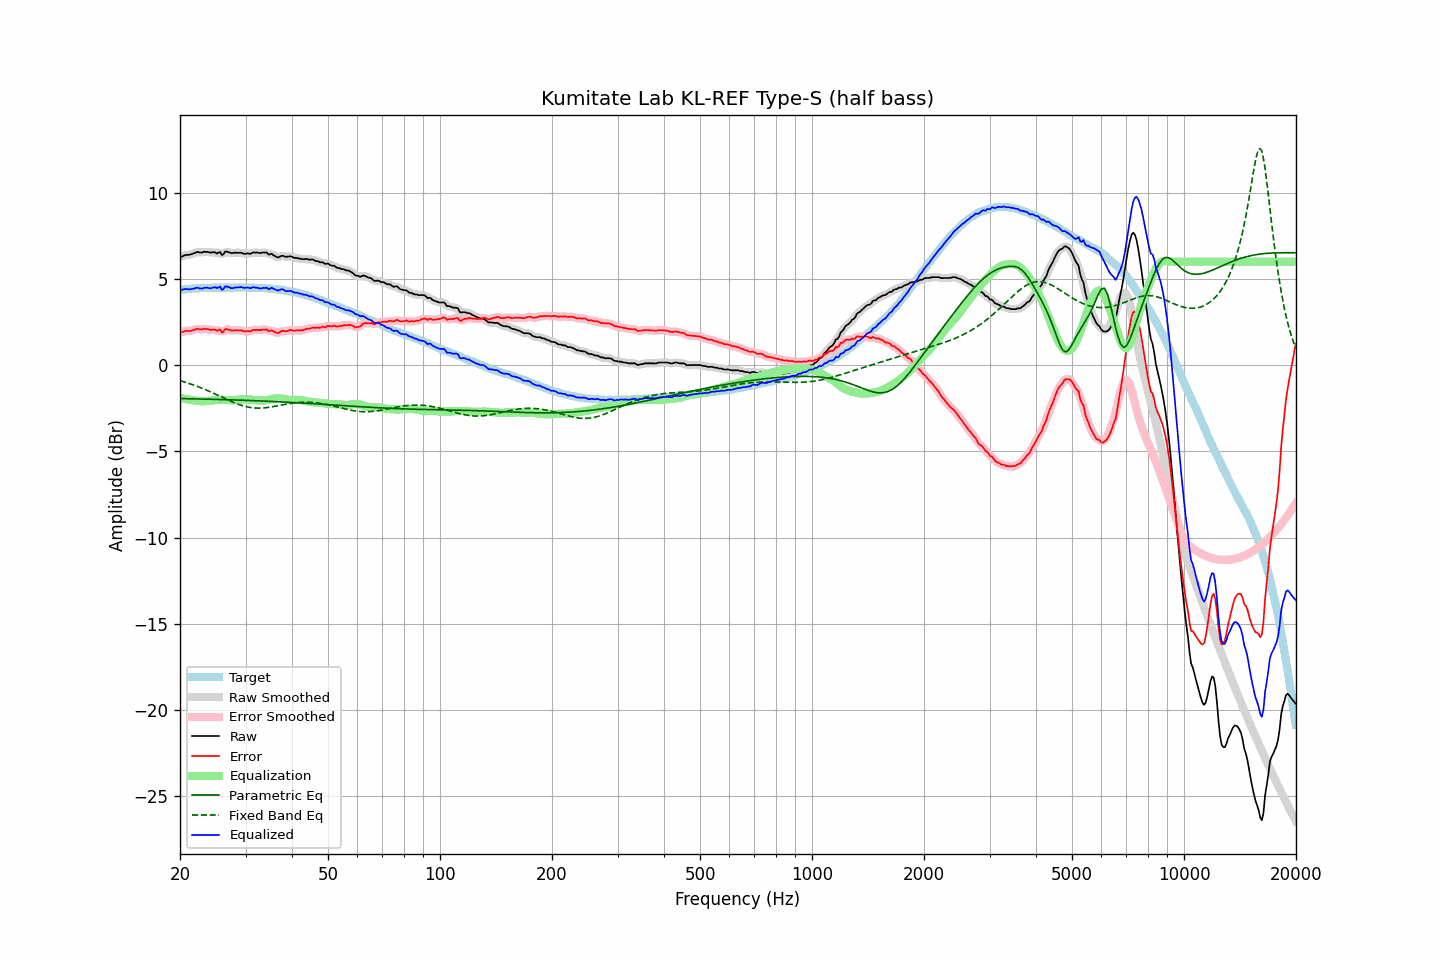 Kumitate Lab KL-REF Type-S (half bass)
Amplitude (dBr)
10
5
0
−5
−10
−15
−20
−25
Target
Raw Smoothed
Error Smoothed
Raw
Error
Equalization
Parametric Eq
Fixed Band Eq
Equalized
20 50 100 200 500 1000 2000 5000 10000 20000
Frequency (Hz)